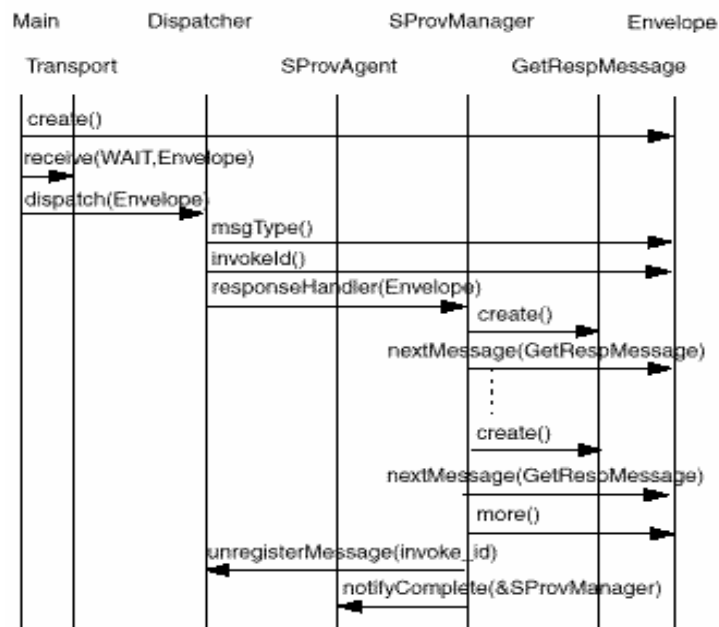 Main Dispatcher SProvManager Envelope
Transport SProvAgent GetRespMessage
create()
receive(WAIT,Envelope)
dispatch(Envelope)
msgType()
invokeId()
responseHandler(Envelope)
create()
nextMessage(GetRespMessage)
create()
nextMessage(GetRespMessage)
more()
unregisterMessage(invoke_id)
notifyComplete(&SProvManager)